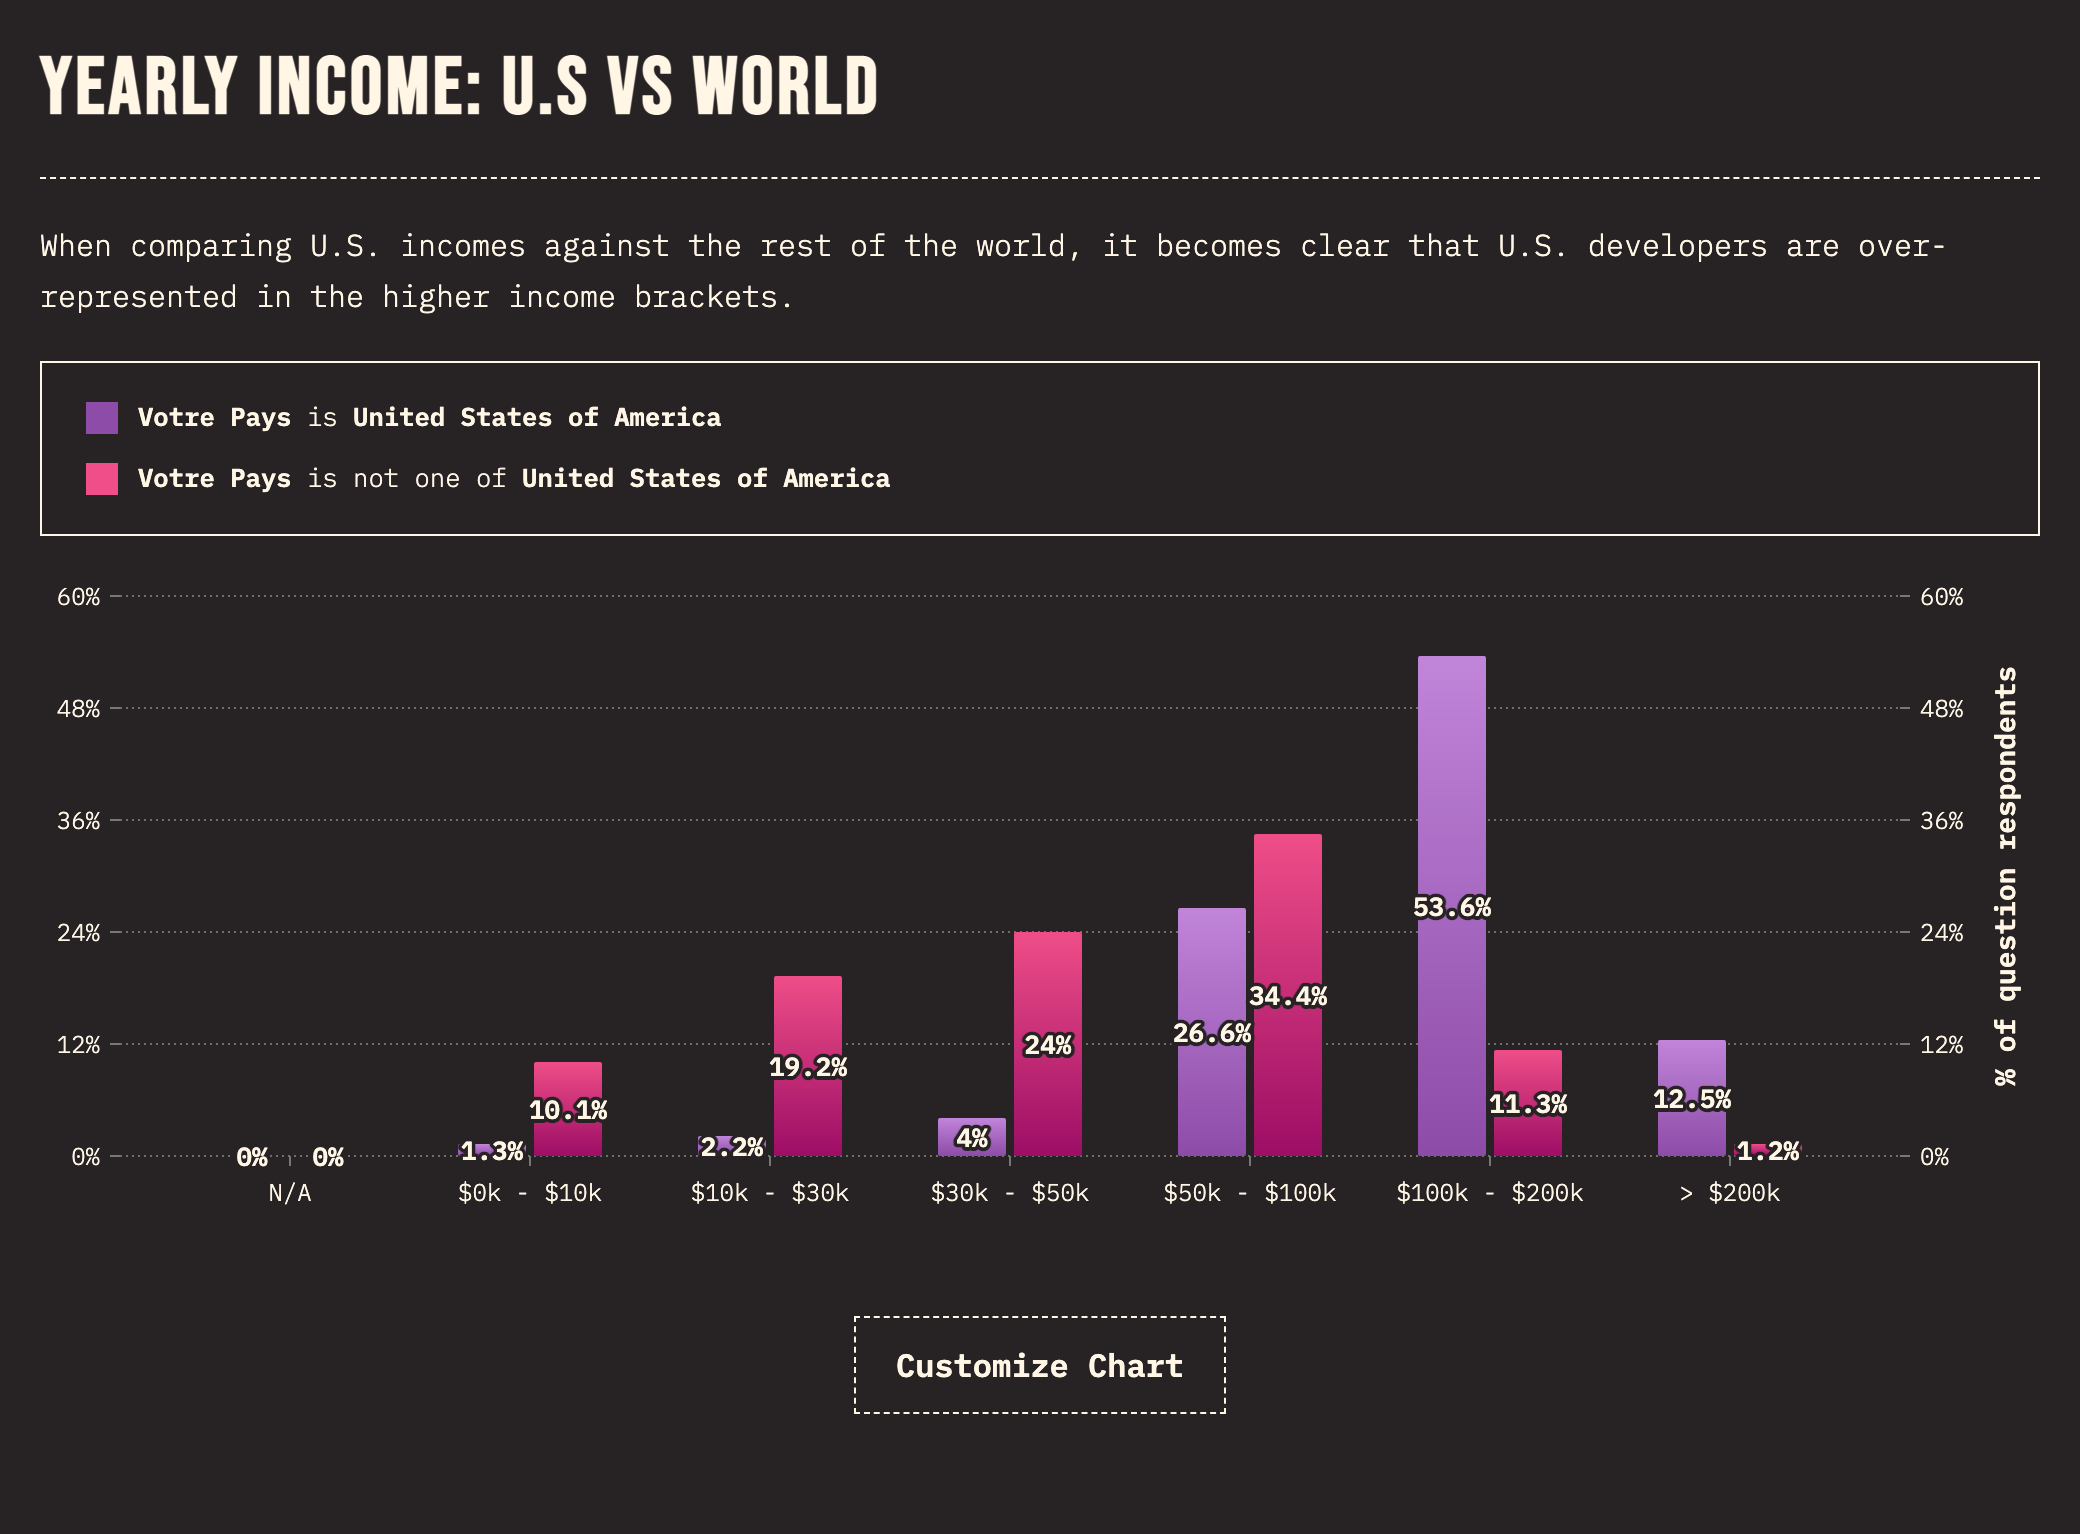 YEARLY INCOME: U.S VS WORLD
When comparing U.S. incomes against the rest of the world, it becomes clear that U.S. developers are over-
represented in the higher income brackets.
Votre Pays is United States of America
Votre Pays is not one of United States of America
60%
48%
36%
24%
12%
0%
0% 0%
1.3% 10.1%
2.2% 19.2%
4% 24%
26.6% 34.4%
53.6% 11.3%
12.5% 1.2%
N/A $0k - $10k $10k - $30k $30k - $50k $50k - $100k $100k - $200k > $200k
60%
48%
36%
24%
12%
0%
% of question respondents
Customize Chart